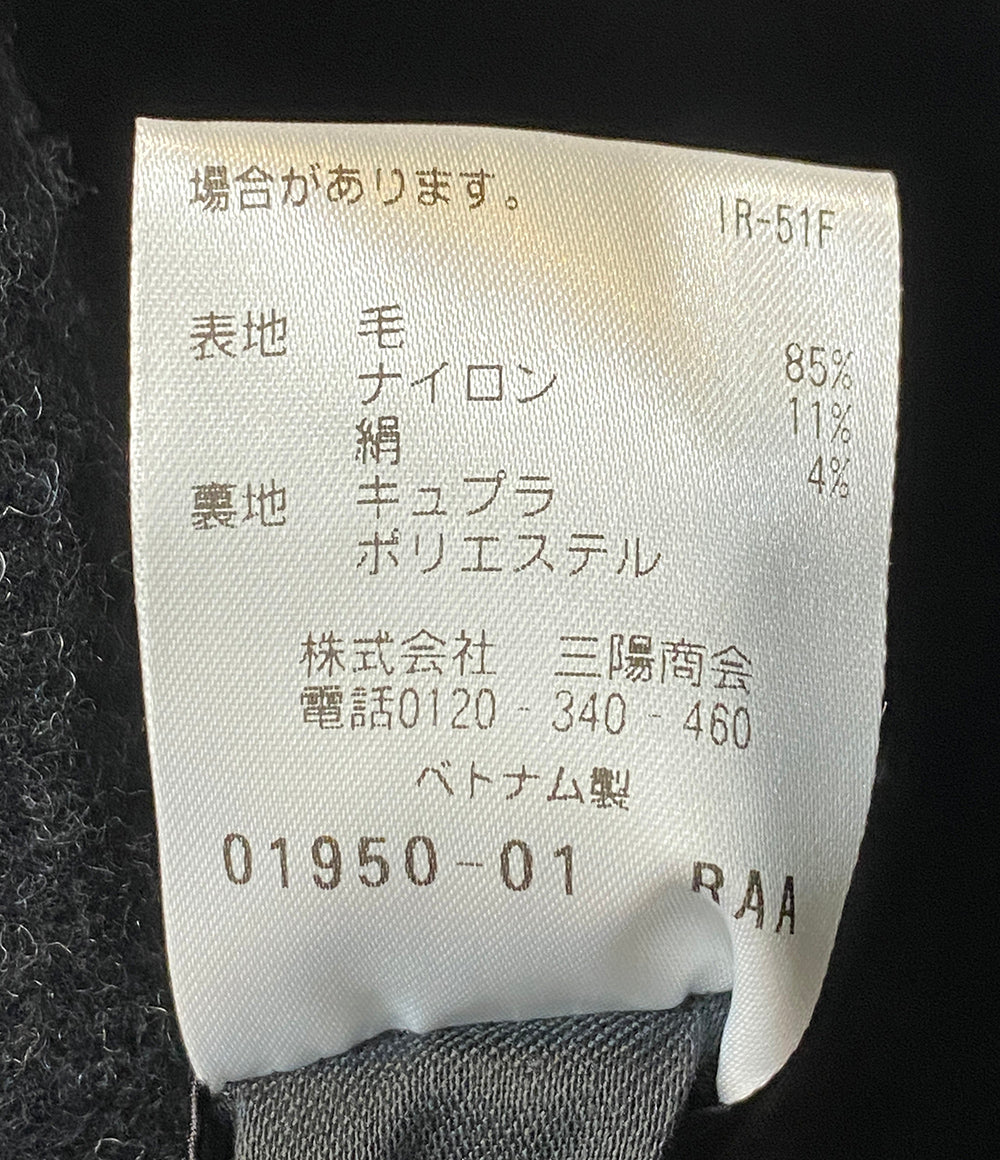 場合があります。
IR-51F
表地 毛 85%
ナイロン 11%
絹 4%
裏地 キュプラ
ポリエステル
株式会社 三陽商会
電話0120-340-460
ベトナム製
01950-01 RAA